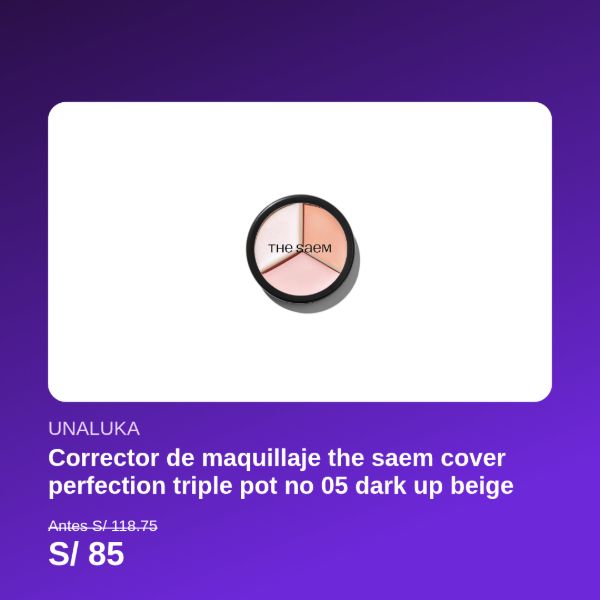 THE SAEM
UNALUKA
Corrector de maquillaje the saem cover
perfection triple pot no 05 dark up beige
Antes S/ 118.75
S/ 85